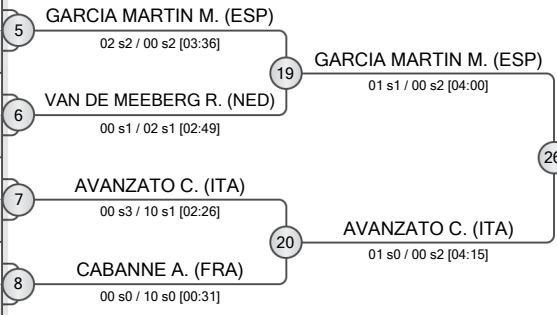 GARCIA MARTIN M. (ESP)
5
02 s2 / 00 s2 [03:36]
GARCIA MARTIN M. (ESP)
19
01 s1 / 00 s2 [04:00]
VAN DE MEEBERG R. (NED)
6
00 s1 / 02 s1 [02:49]
26
AVANZATO C. (ITA)
7
00 s3 / 10 s1 [02:26]
AVANZATO C. (ITA)
20
01 s0 / 00 s2 [04:15]
CABANNE A. (FRA)
8
00 s0 / 10 s0 [00:31]